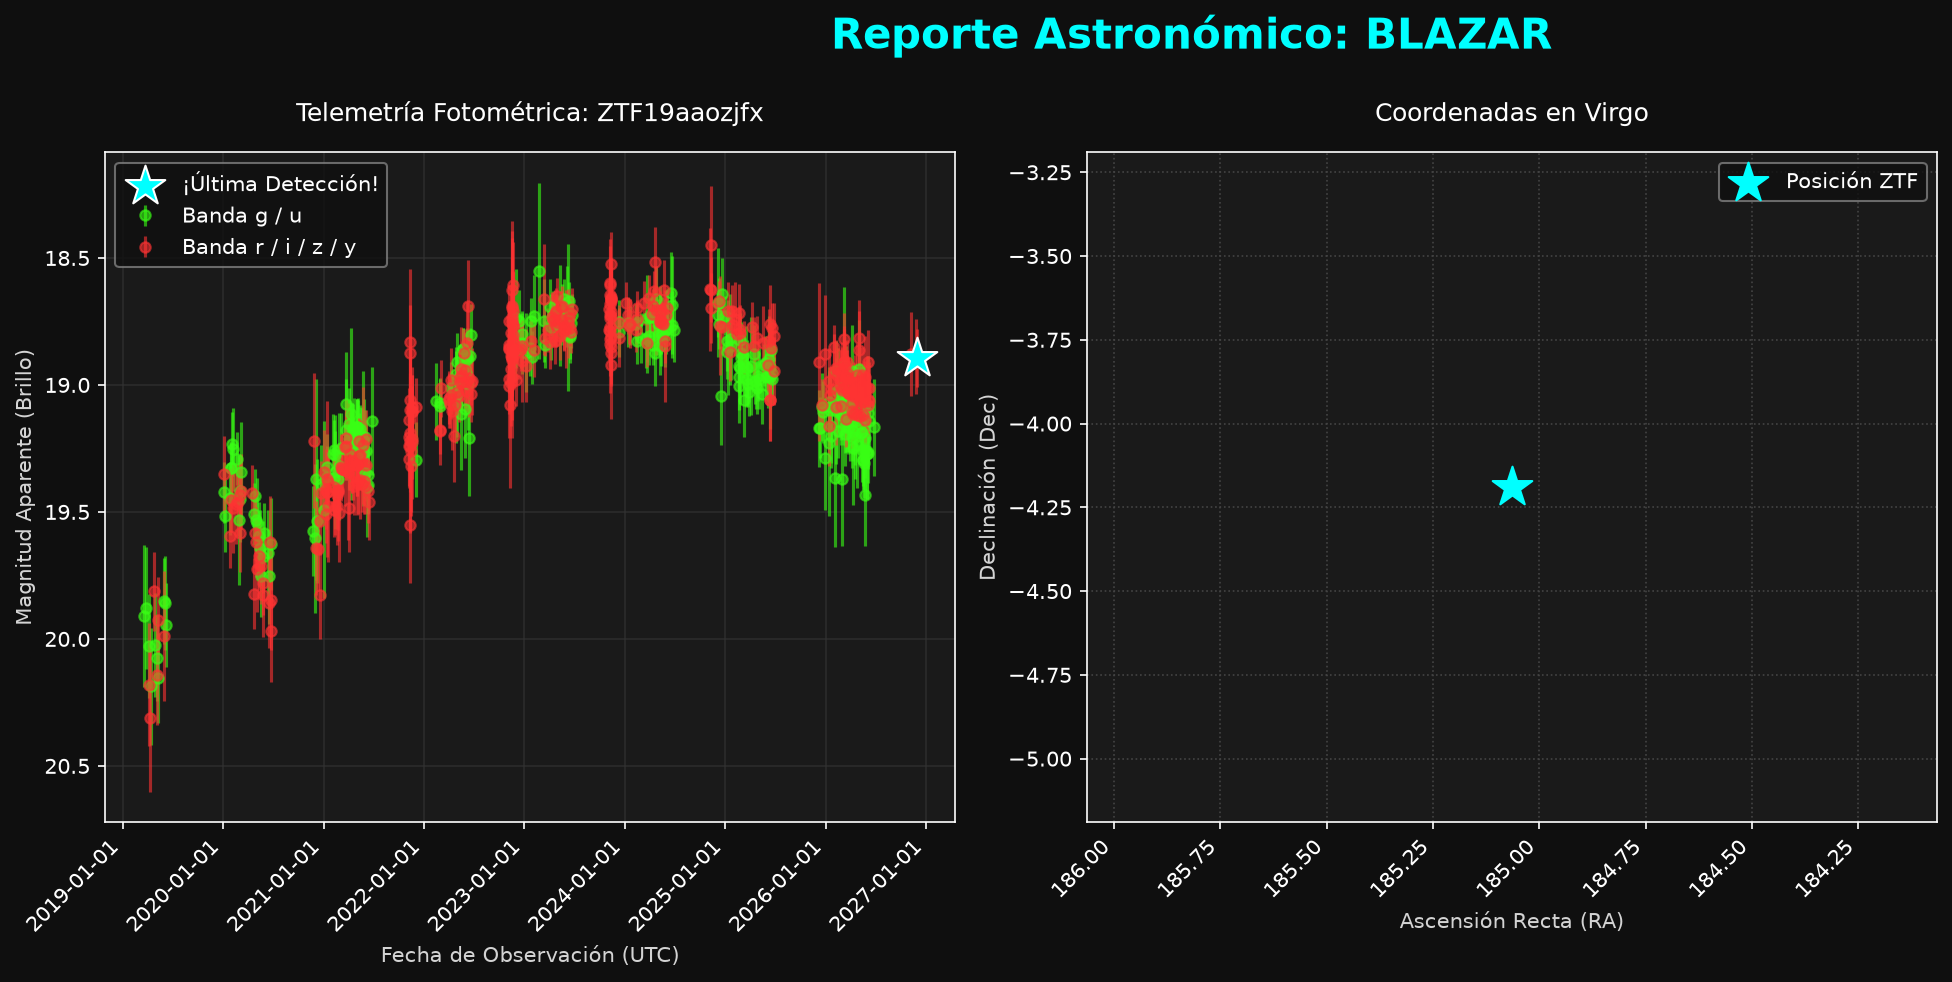 Reporte Astronómico: BLAZAR
Telemetría Fotométrica: ZTF19aaozjfx
¡Última Detección!
Banda g / u
Banda r / i / z / y
Magnitud Aparente (Brillo)
18.5
19.0
19.5
20.0
20.5
2019-01-01
2020-01-01
2021-01-01
2022-01-01
2023-01-01
2024-01-01
2025-01-01
2026-01-01
2027-01-01
Fecha de Observación (UTC)
Coordenadas en Virgo
Posición ZTF
Declinación (Dec)
−3.25
−3.50
−3.75
−4.00
−4.25
−4.50
−4.75
−5.00
186.00
185.75
185.50
185.25
185.00
184.75
184.50
184.25
Ascensión Recta (RA)